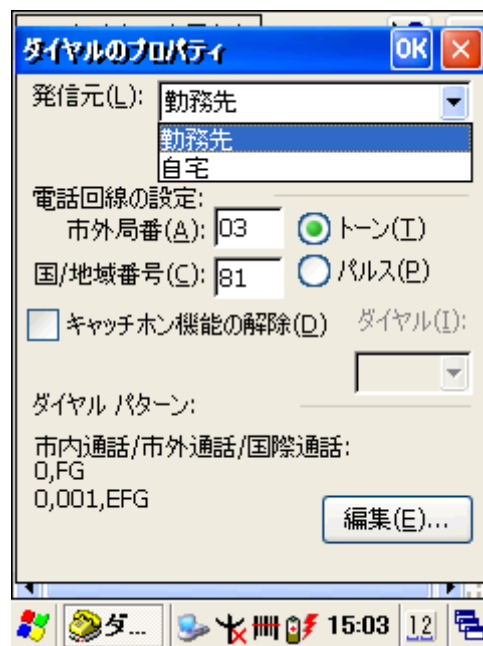 ダイヤルのプロパティ OK
発信元(L): 勤務先
勤務先
自宅
電話回線の設定:
市外局番(A): 03 トーン(T)
国/地域番号(C): 81 パルス(P)
キャッチホン機能の解除(D) ダイヤル(I):
ダイヤル パターン:
市内通話/市外通話/国際通話:
0,FG
0,001,EFG
編集(E)...
ダ... 15:03 12